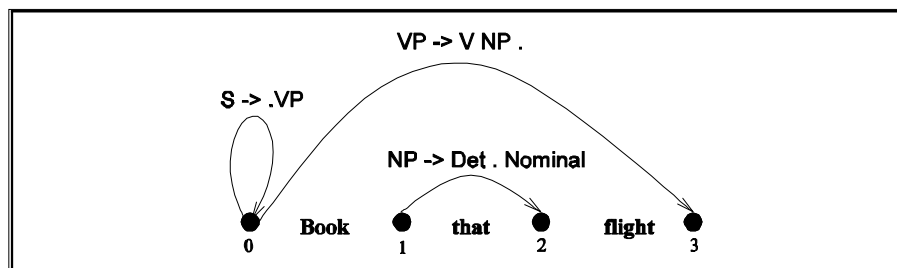 VP -> V NP .
S -> .VP
NP -> Det . Nominal
Book that flight
0 1 2 3